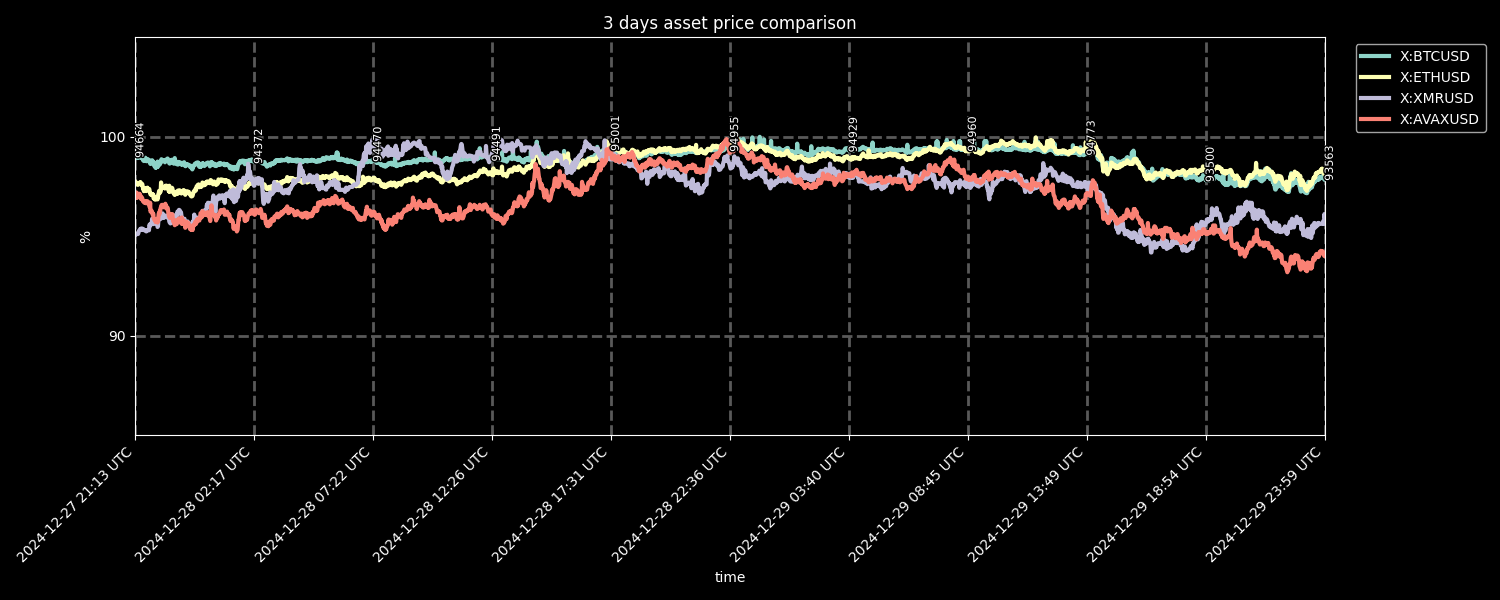 3 days asset price comparison
X:BTCUSD
X:ETHUSD
X:XMRUSD
X:AVAXUSD
100
90
%
94664
94372
94470
94491
95001
94955
94929
94960
94773
93500
93563
2024-12-27 21:13 UTC
2024-12-28 02:17 UTC
2024-12-28 07:22 UTC
2024-12-28 12:26 UTC
2024-12-28 17:31 UTC
2024-12-28 22:36 UTC
2024-12-29 03:40 UTC
2024-12-29 08:45 UTC
2024-12-29 13:49 UTC
2024-12-29 18:54 UTC
2024-12-29 23:59 UTC
time